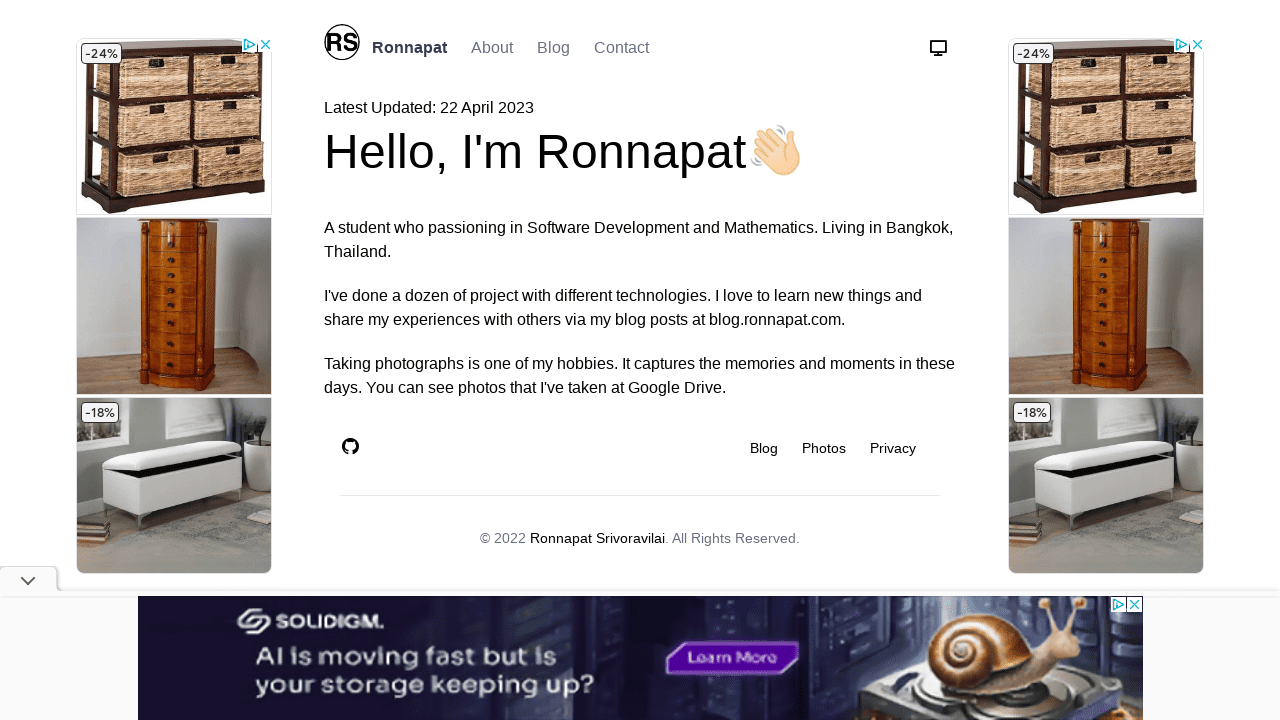 RS Ronnapat About Blog Contact
Latest Updated: 22 April 2023
Hello, I'm Ronnapat
A student who passioning in Software Development and Mathematics. Living in Bangkok,
Thailand.
I've done a dozen of project with different technologies. I love to learn new things and
share my experiences with others via my blog posts at blog.ronnapat.com.
Taking photographs is one of my hobbies. It captures the memories and moments in these
days. You can see photos that I've taken at Google Drive.
Blog Photos Privacy
© 2022 Ronnapat Srivoravilai. All Rights Reserved.
-24%
-18%
-24%
-18%
SOLIDIGM.
AI is moving fast but is
your storage keeping up?
Learn More